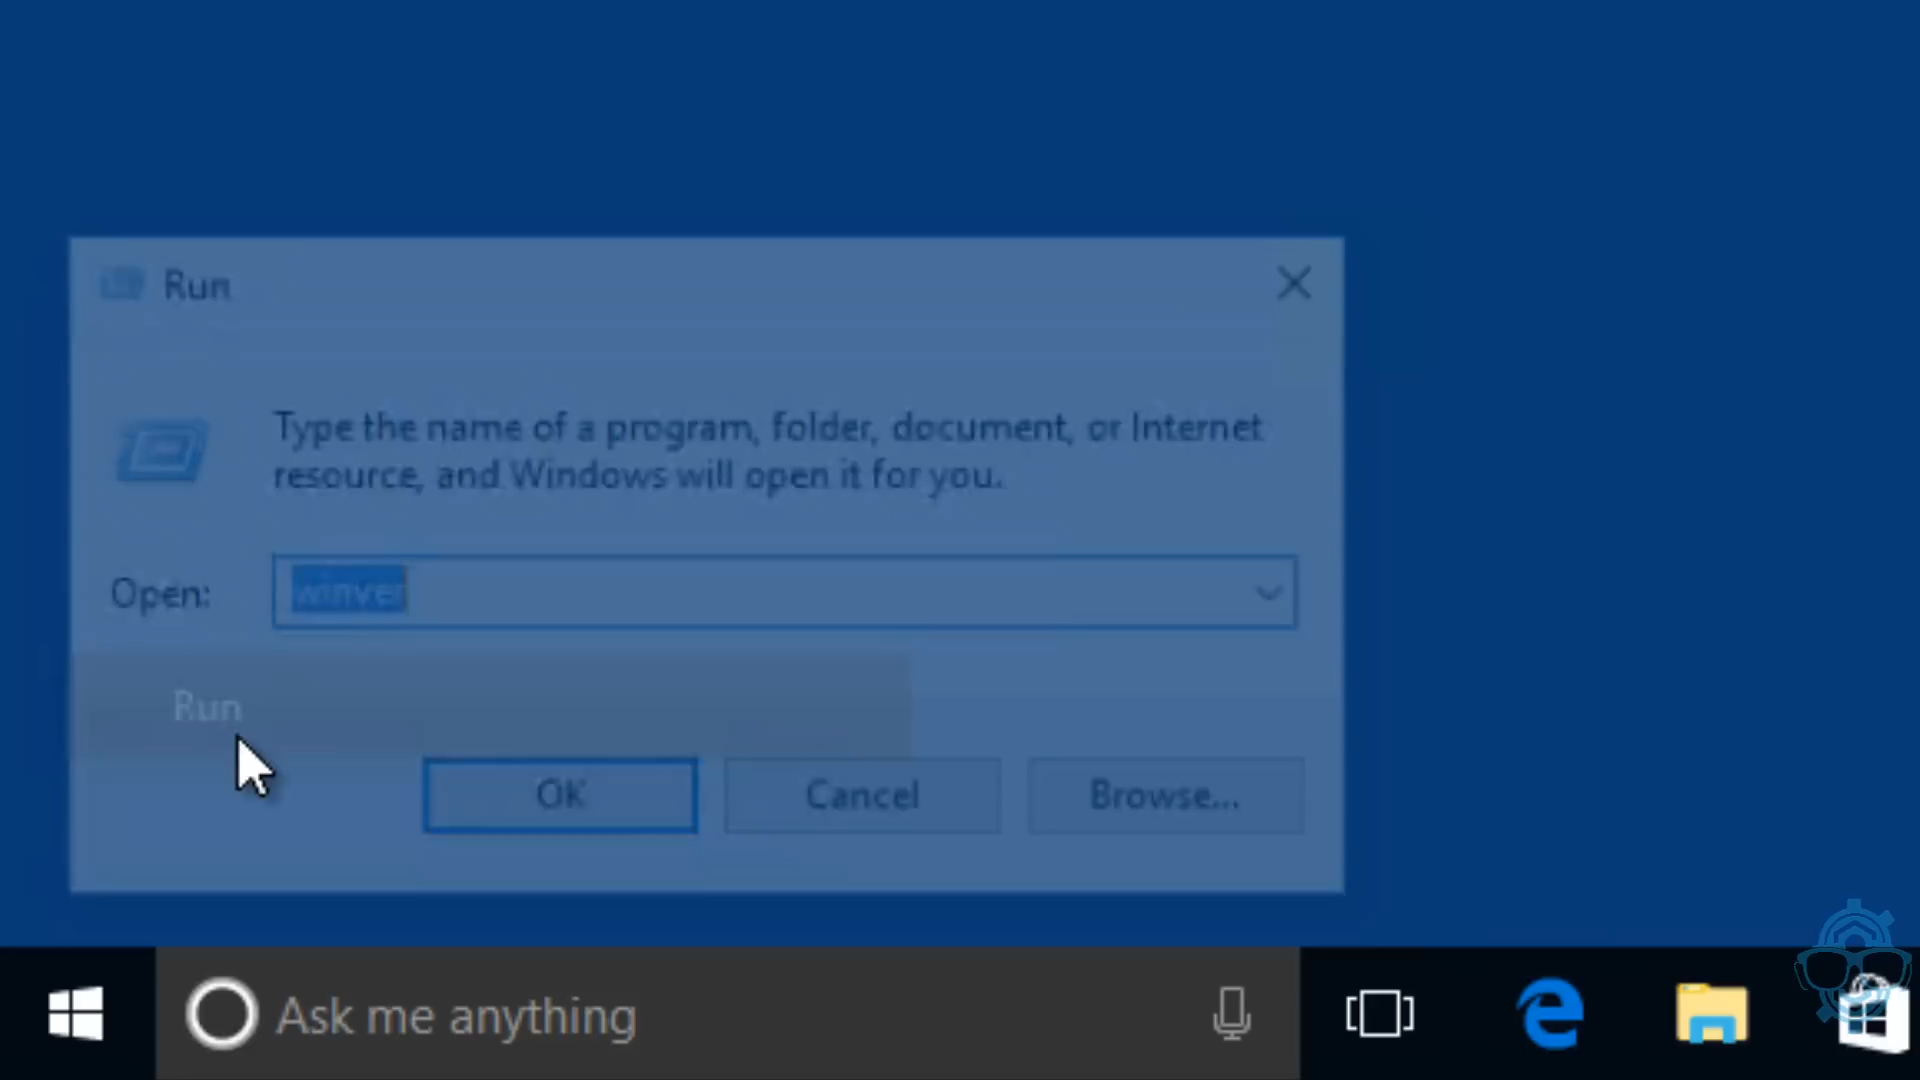 Run
Type the name of a program, folder, document, or Internet
resource, and Windows will open it for you.
Open: winver
Run
OK Cancel Browse...
Ask me anything